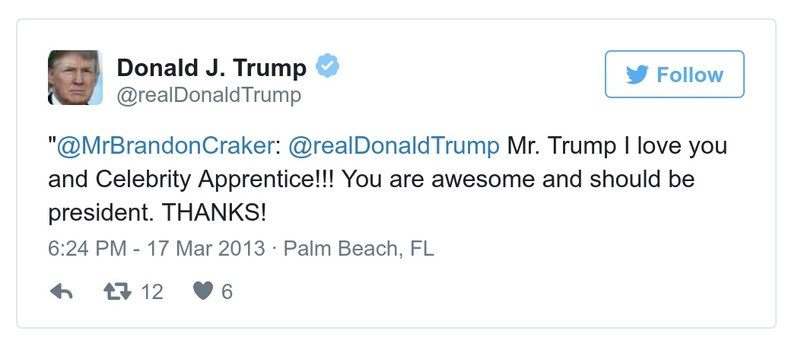 Donald J. Trump
@realDonaldTrump
Follow
"@MrBrandonCraker: @realDonaldTrump Mr. Trump I love you
and Celebrity Apprentice!!! You are awesome and should be
president. THANKS!
6:24 PM - 17 Mar 2013 · Palm Beach, FL
12 6